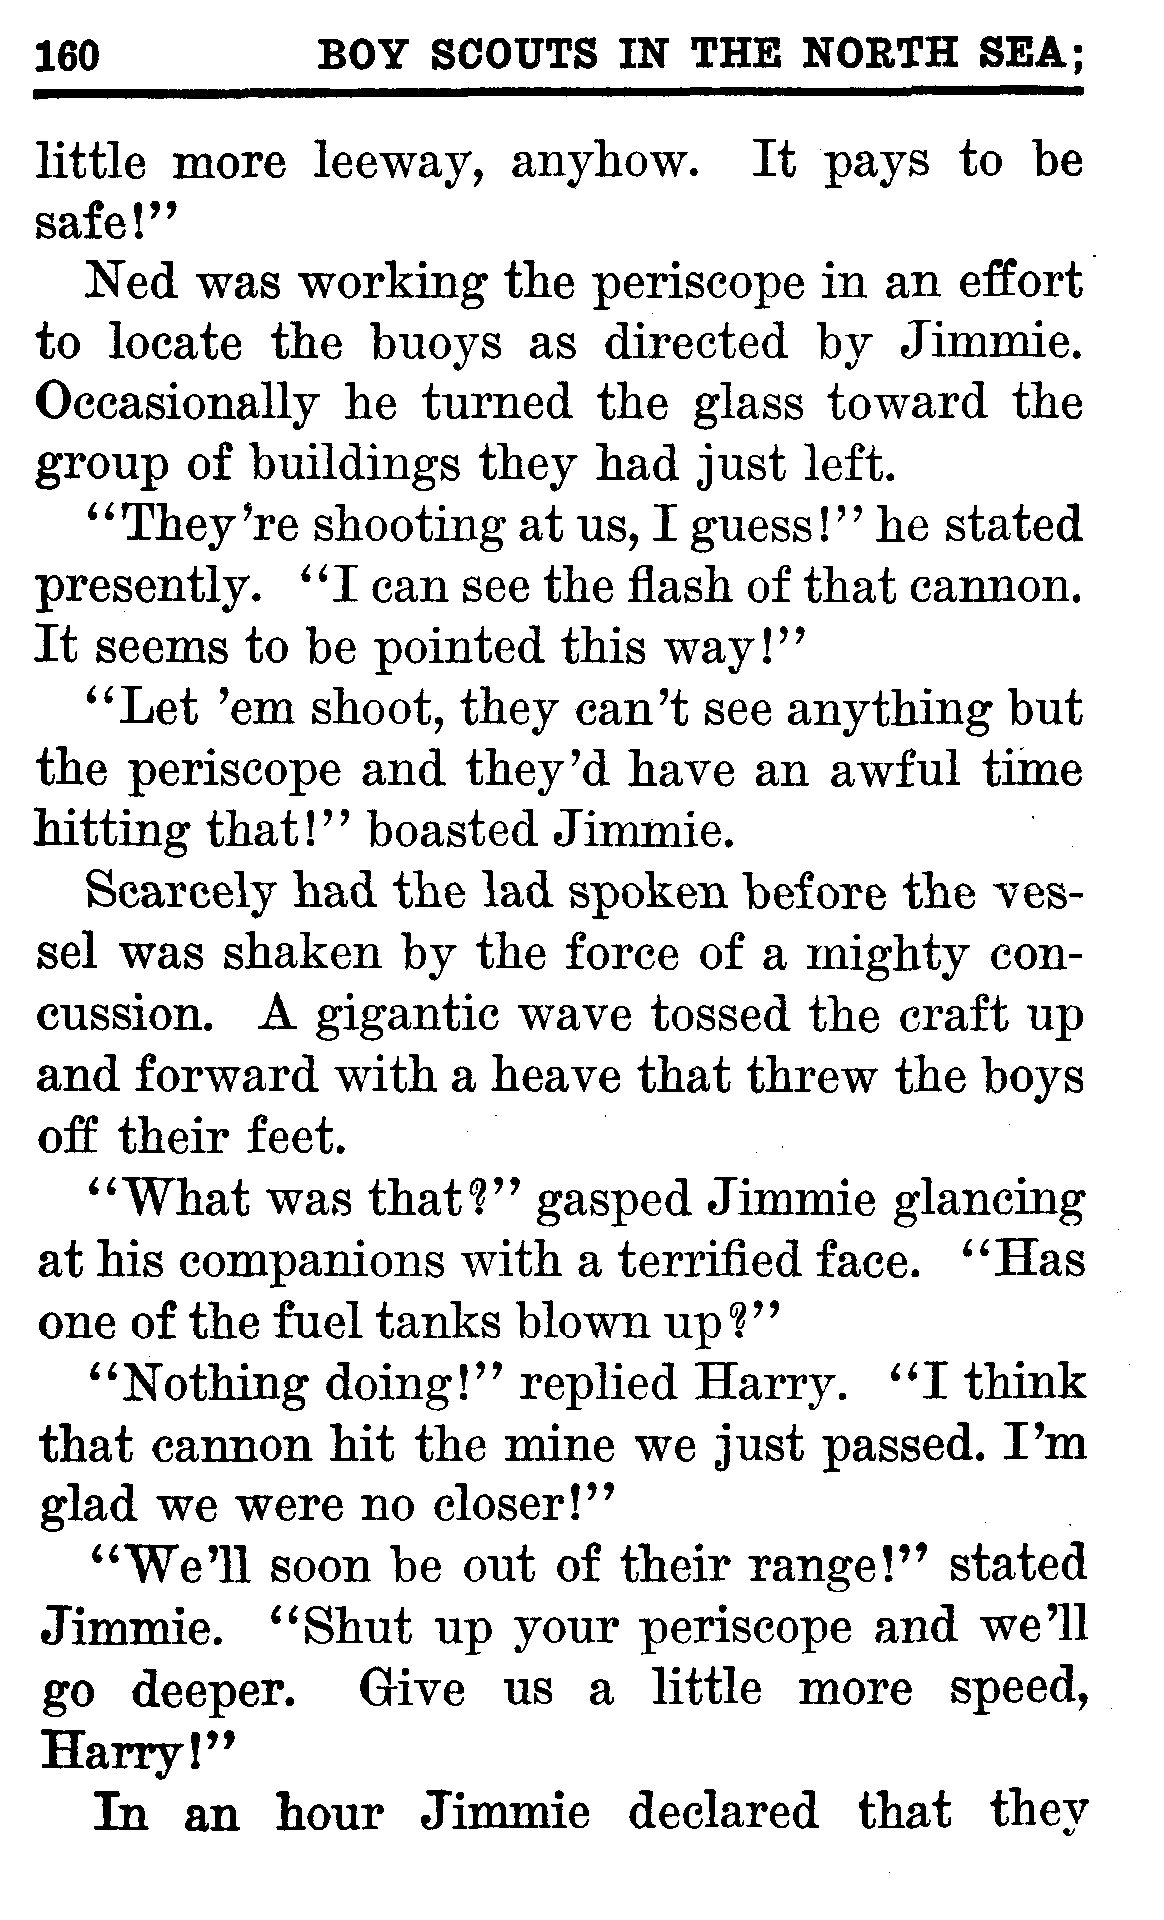 160 BOY SCOUTS IN THE NORTH SEA;
little more leeway, anyhow. It pays to be
safe!”
Ned was working the periscope in an effort
to locate the buoys as directed by Jimmie.
Occasionally he turned the glass toward the
group of buildings they had just left.
“They’re shooting at us, I guess!” he stated
presently. “I can see the flash of that cannon.
It seems to be pointed this way!”
“Let ’em shoot, they can’t see anything but
the periscope and they’d have an awful time
hitting that!” boasted Jimmie.
Scarcely had the lad spoken before the ves-
sel was shaken by the force of a mighty con-
cussion. A gigantic wave tossed the craft up
and forward with a heave that threw the boys
off their feet.
“What was that?” gasped Jimmie glancing
at his companions with a terrified face. “Has
one of the fuel tanks blown up?”
“Nothing doing!” replied Harry. “I think
that cannon hit the mine we just passed. I’m
glad we were no closer!”
“We’ll soon be out of their range!” stated
Jimmie. “Shut up your periscope and we’ll
go deeper. Give us a little more speed,
Harry!”
In an hour Jimmie declared that they